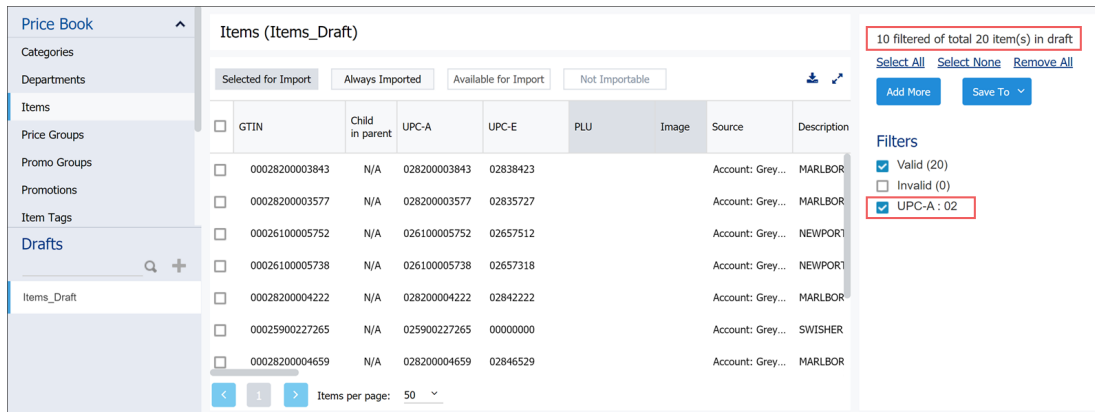 Price Book
Categories
Departments
Items
Price Groups
Promo Groups
Promotions
Item Tags
Drafts
Items_Draft
Items (Items_Draft)
Selected for Import Always Imported Available for Import Not Importable
GTIN Child in parent UPC-A UPC-E PLU Image Source Description
00028200003843 N/A 028200003843 02838423 Account: Grey... MARLBOR
00028200003577 N/A 028200003577 02835727 Account: Grey... MARLBOR
00026100005752 N/A 026100005752 02657512 Account: Grey... NEWPORT
00026100005738 N/A 026100005738 02657318 Account: Grey... NEWPORT
00028200004222 N/A 028200004222 02842222 Account: Grey... MARLBOR
00025900227265 N/A 025900227265 00000000 Account: Grey... SWISHER
00028200004659 N/A 028200004659 02846529 Account: Grey... MARLBOR
< 1 > Items per page: 50
10 filtered of total 20 item(s) in draft
Select All Select None Remove All
Add More Save To
Filters
Valid (20)
Invalid (0)
UPC-A : 02